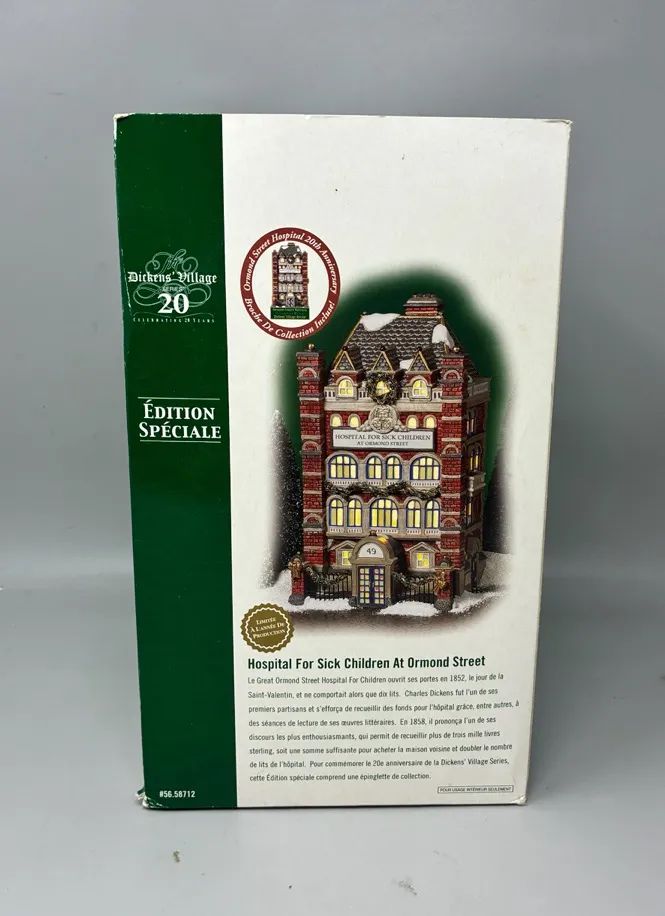 The
Dickens' Village
SERIES
20
CELEBRATING 20 YEARS
ÉDITION
SPÉCIALE
Ormond Street Hospital 20th Anniversary
Broche De Collection Incluse!
HOSPITAL FOR SICK CHILDREN
AT ORMOND STREET
49
LIMITÉE
À L'ANNÉE DE
PRODUCTION
Hospital For Sick Children At Ormond Street
Le Great Ormond Street Hospital For Children ouvrit ses portes en 1852, le jour de la
Saint-Valentin, et ne comportait alors que dix lits. Charles Dickens fut l'un de ses
premiers partisans et s'efforça de recueillir des fonds pour l'hôpital grâce, entre autres, à
des séances de lecture de ses œuvres littéraires. En 1858, il prononça l'un de ses
discours les plus enthousiasmants, qui permit de recueillir plus de trois mille livres
sterling, soit une somme suffisante pour acheter la maison voisine et doubler le nombre
de lits de l'hôpital. Pour commémorer le 20e anniversaire de la Dickens' Village Series,
cette Édition spéciale comprend une épinglette de collection.
#56.58712
POUR USAGE INTÉRIEUR SEULEMENT